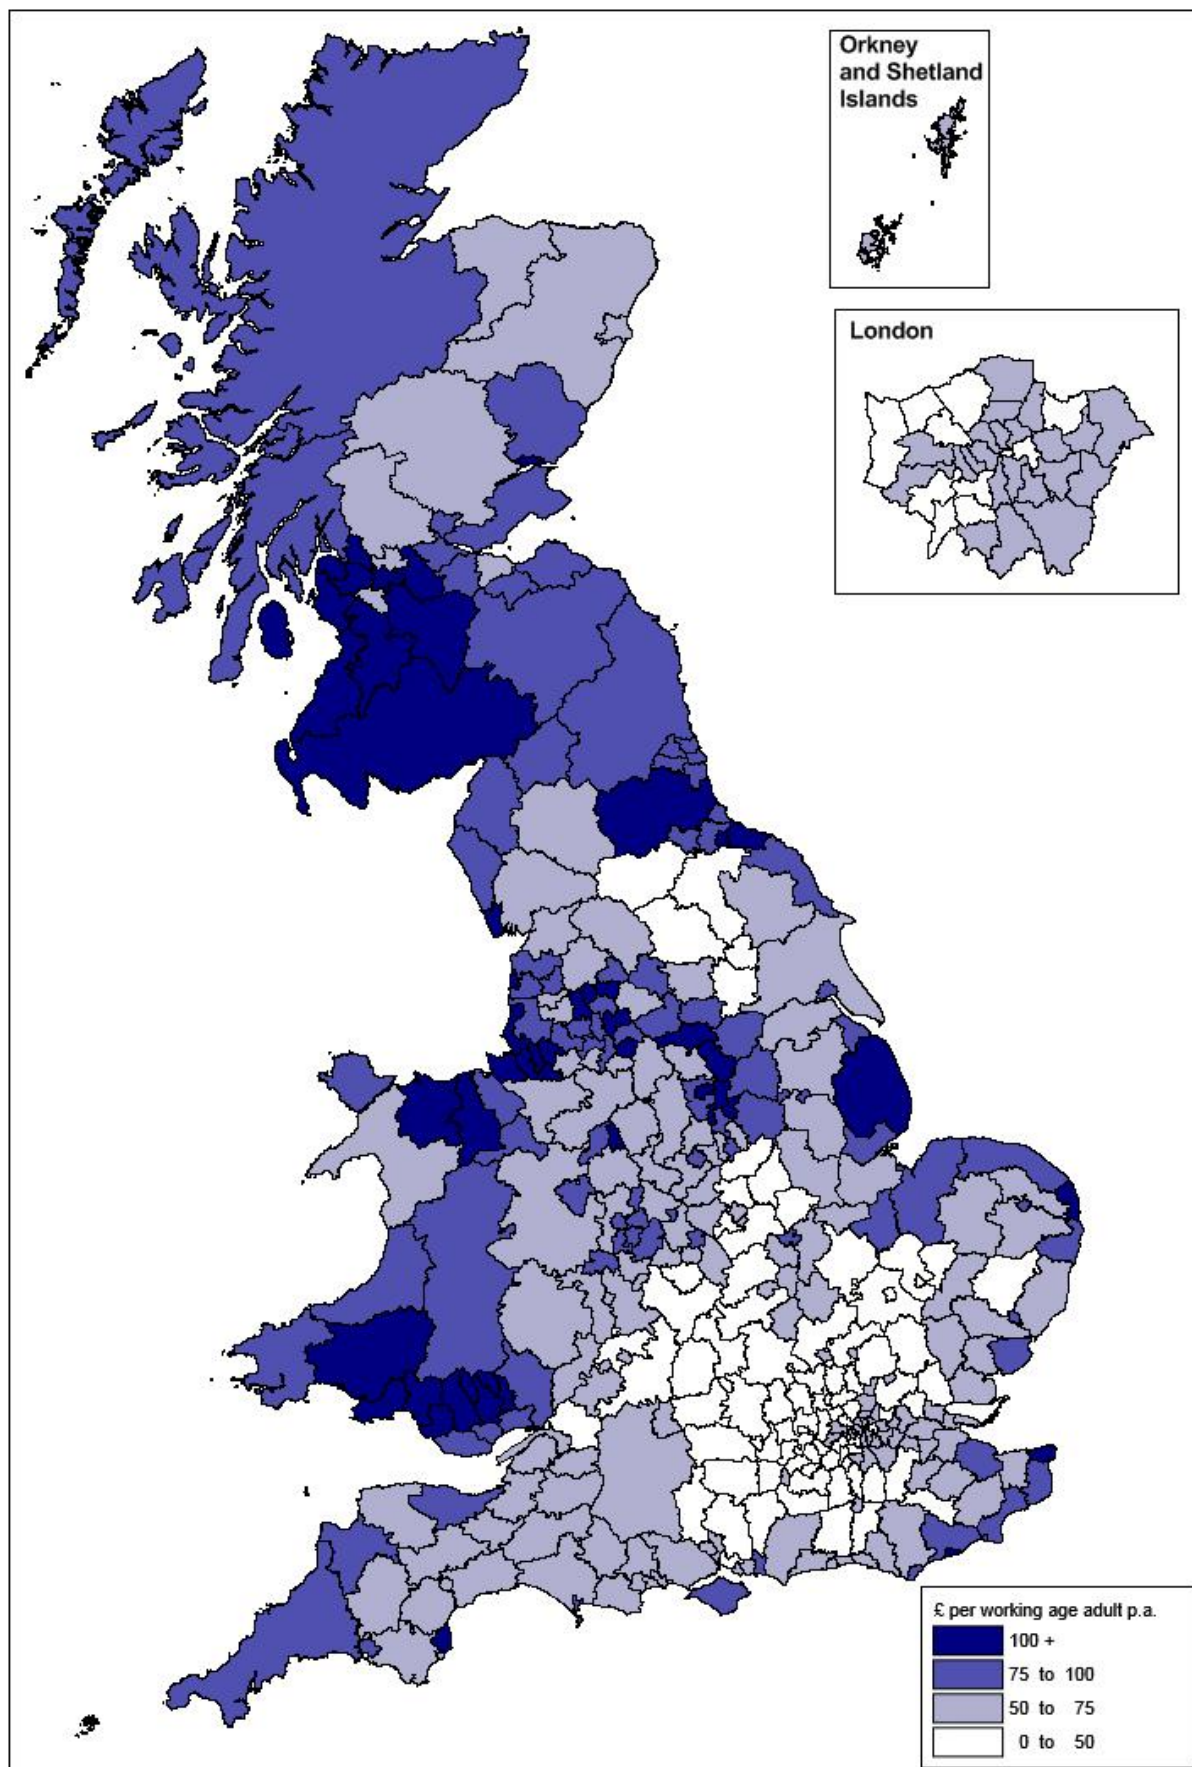 Orkney
and Shetland
Islands
London
£ per working age adult p.a.
100 +
75 to 100
50 to 75
0 to 50